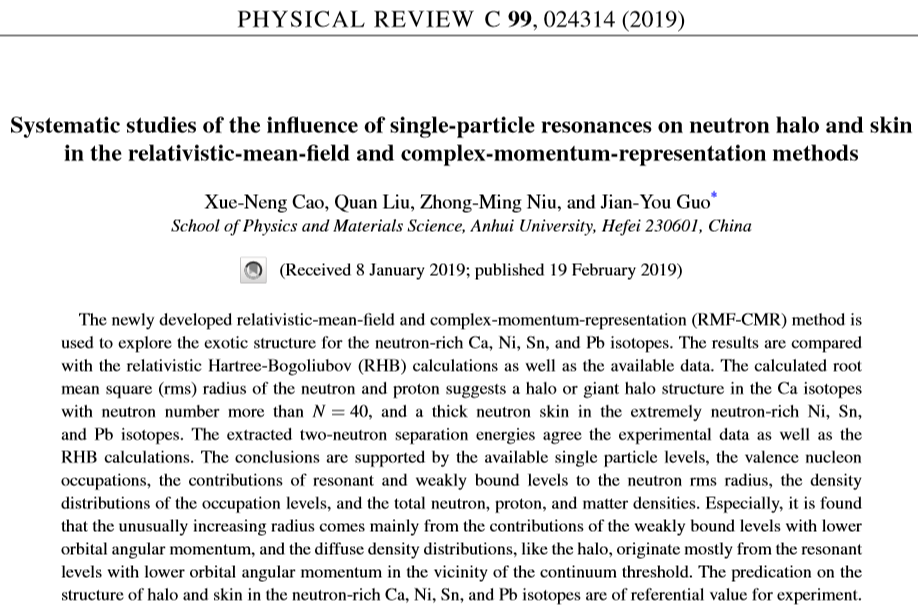 PHYSICAL REVIEW C 99, 024314 (2019)
Systematic studies of the influence of single-particle resonances on neutron halo and skin
in the relativistic-mean-field and complex-momentum-representation methods
Xue-Neng Cao, Quan Liu, Zhong-Ming Niu, and Jian-You Guo*
School of Physics and Materials Science, Anhui University, Hefei 230601, China
(Received 8 January 2019; published 19 February 2019)
The newly developed relativistic-mean-field and complex-momentum-representation (RMF-CMR) method is
used to explore the exotic structure for the neutron-rich Ca, Ni, Sn, and Pb isotopes. The results are compared
with the relativistic Hartree-Bogoliubov (RHB) calculations as well as the available data. The calculated root
mean square (rms) radius of the neutron and proton suggests a halo or giant halo structure in the Ca isotopes
with neutron number more than N = 40, and a thick neutron skin in the extremely neutron-rich Ni, Sn,
and Pb isotopes. The extracted two-neutron separation energies agree the experimental data as well as the
RHB calculations. The conclusions are supported by the available single particle levels, the valence nucleon
occupations, the contributions of resonant and weakly bound levels to the neutron rms radius, the density
distributions of the occupation levels, and the total neutron, proton, and matter densities. Especially, it is found
that the unusually increasing radius comes mainly from the contributions of the weakly bound levels with lower
orbital angular momentum, and the diffuse density distributions, like the halo, originate mostly from the resonant
levels with lower orbital angular momentum in the vicinity of the continuum threshold. The predication on the
structure of halo and skin in the neutron-rich Ca, Ni, Sn, and Pb isotopes are of referential value for experiment.